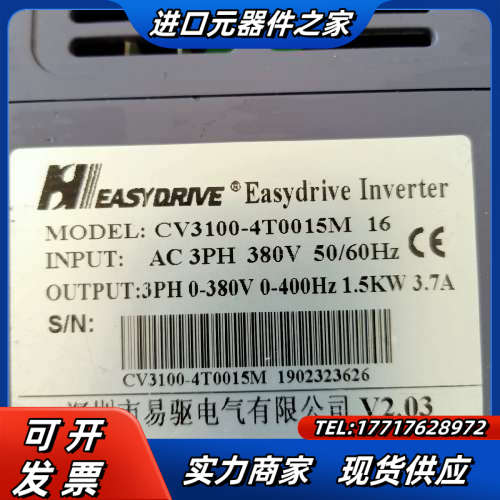 进口元器件之家
EASYDRIVE® Easydrive Inverter
MODEL: CV3100-4T0015M 16
INPUT: AC 3PH 380V 50/60Hz CE
OUTPUT:3PH 0-380V 0-400Hz 1.5KW 3.7A
S/N:
CV3100-4T0015M 1902323626
深圳市易驱电气有限公司 V2.03
TEL:17717628972
可开
发票
实力商家 现货供应